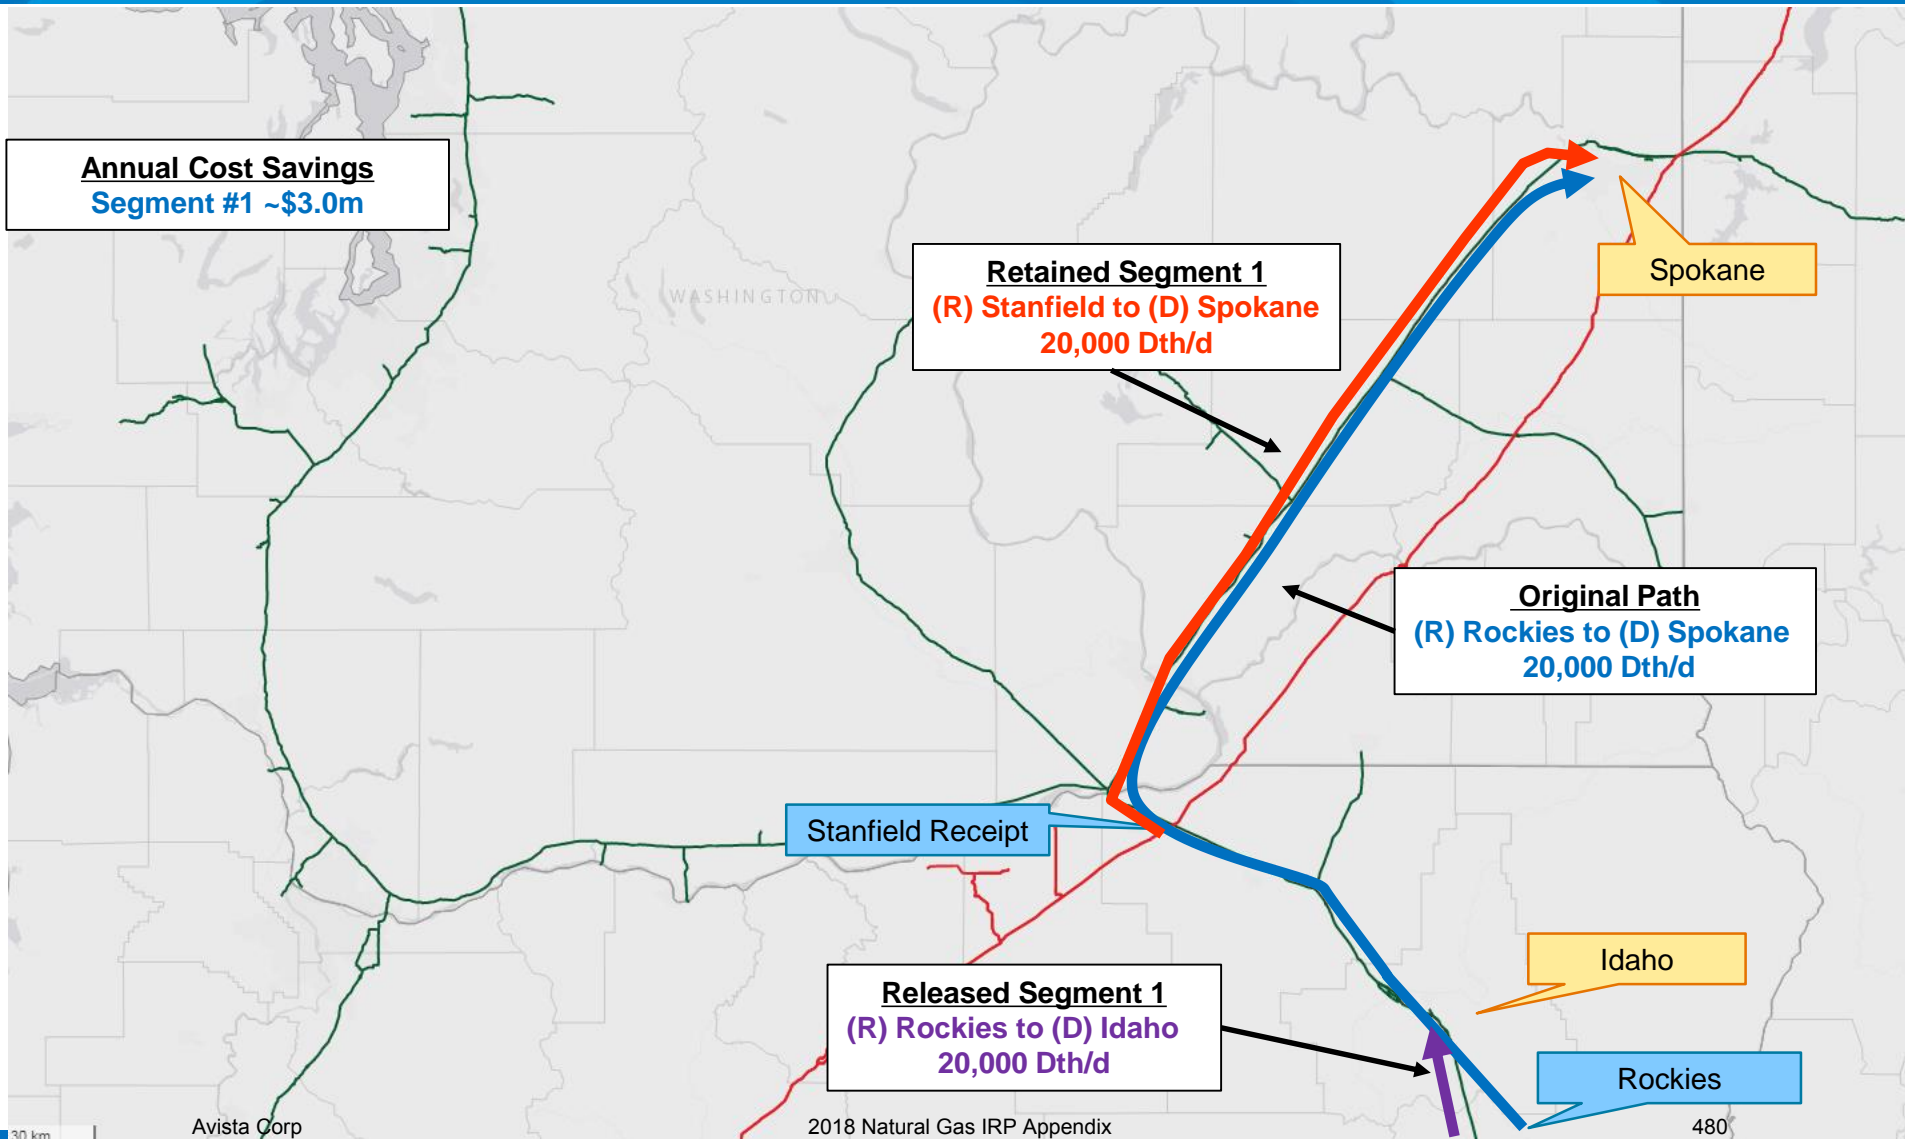 Annual Cost Savings
Segment #1 ~$3.0m
WASHINGTON
Retained Segment 1
(R) Stanfield to (D) Spokane
20,000 Dth/d
Spokane
Original Path
(R) Rockies to (D) Spokane
20,000 Dth/d
Stanfield Receipt
Idaho
Released Segment 1
(R) Rockies to (D) Idaho
20,000 Dth/d
Rockies
30 km
Avista Corp
2018 Natural Gas IRP Appendix
480